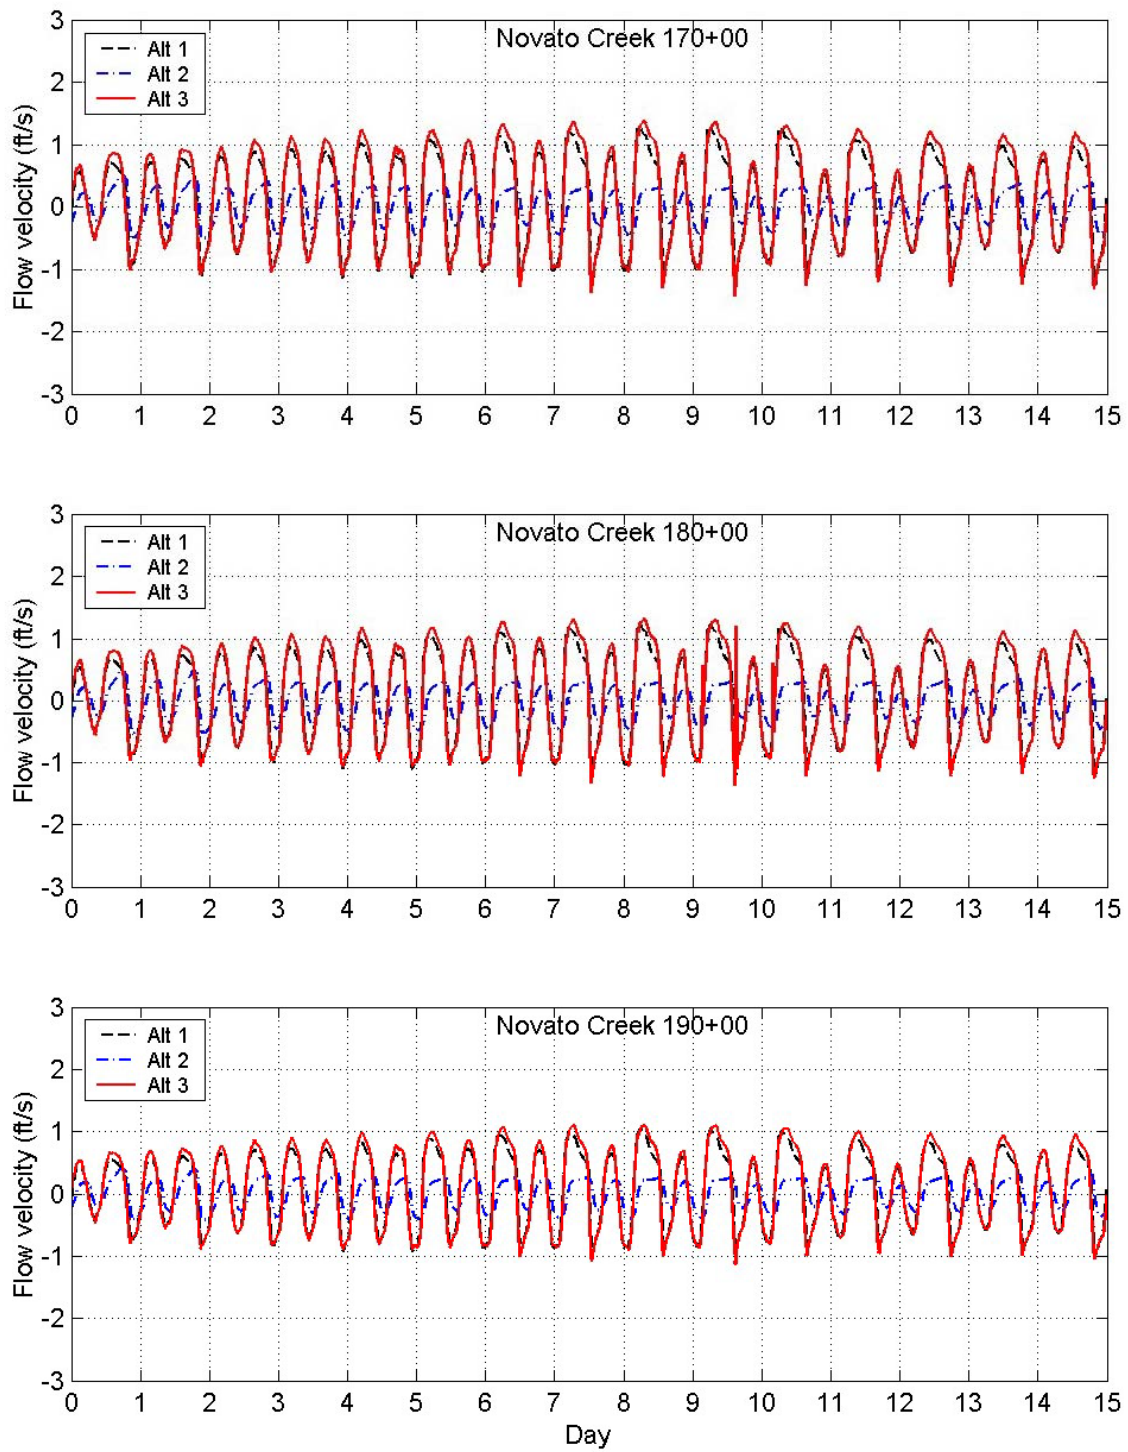 Novato Creek 170+00
Alt 1
Alt 2
Alt 3
Flow velocity (ft/s)
3
2
1
0
-1
-2
-3
0 1 2 3 4 5 6 7 8 9 10 11 12 13 14 15
Novato Creek 180+00
Alt 1
Alt 2
Alt 3
Flow velocity (ft/s)
3
2
1
0
-1
-2
-3
0 1 2 3 4 5 6 7 8 9 10 11 12 13 14 15
Novato Creek 190+00
Alt 1
Alt 2
Alt 3
Flow velocity (ft/s)
3
2
1
0
-1
-2
-3
0 1 2 3 4 5 6 7 8 9 10 11 12 13 14 15
Day